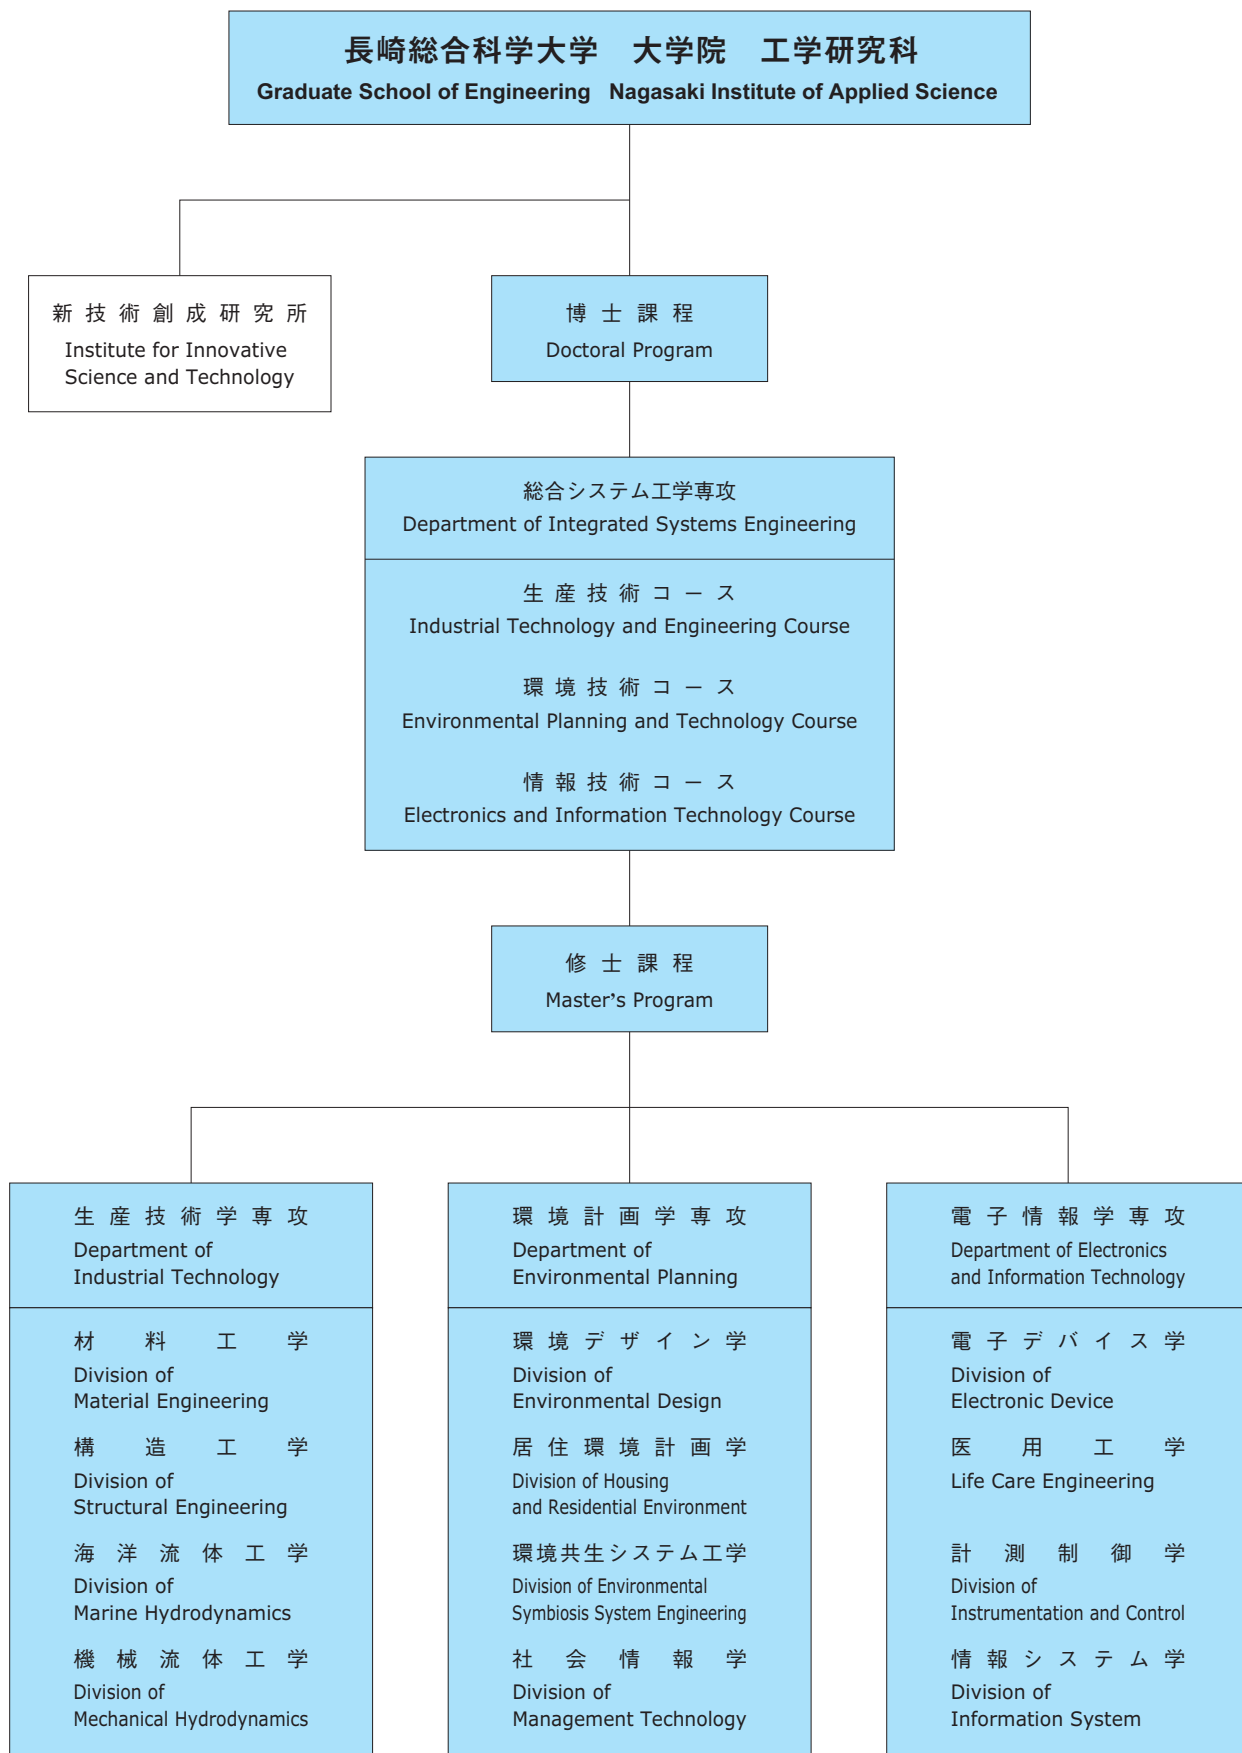 長崎総合科学大学　大学院　工学研究科
Graduate School of Engineering Nagasaki Institute of Applied Science
新技術創成研究所
Institute for Innovative
Science and Technology
博士課程
Doctoral Program
総合システム工学専攻
Department of Integrated Systems Engineering
生産技術コース
Industrial Technology and Engineering Course
環境技術コース
Environmental Planning and Technology Course
情報技術コース
Electronics and Information Technology Course
修士課程
Master’s Program
生産技術学専攻
Department of
Industrial Technology
材料工学
Division of
Material Engineering
構造工学
Division of
Structural Engineering
海洋流体工学
Division of
Marine Hydrodynamics
機械流体工学
Division of
Mechanical Hydrodynamics
環境計画学専攻
Department of
Environmental Planning
環境デザイン学
Division of
Environmental Design
居住環境計画学
Division of Housing
and Residential Environment
環境共生システム工学
Division of Environmental
Symbiosis System Engineering
社会情報学
Division of
Management Technology
電子情報学専攻
Department of Electronics
and Information Technology
電子デバイス学
Division of
Electronic Device
医用工学
Life Care Engineering
計測制御学
Division of
Instrumentation and Control
情報システム学
Division of
Information System